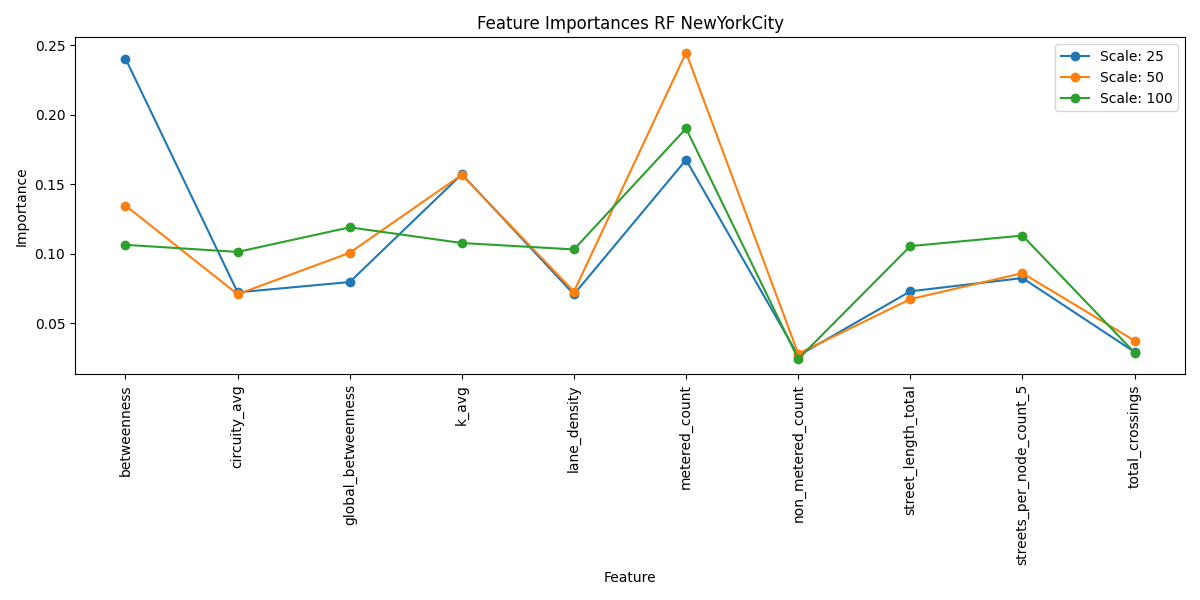 Feature Importances RF NewYorkCity
Importance
0.25
0.20
0.15
0.10
0.05
Scale: 25
Scale: 50
Scale: 100
betweenness
circuity_avg
global_betweenness
k_avg
lane_density
metered_count
non_metered_count
street_length_total
streets_per_node_count_5
total_crossings
Feature